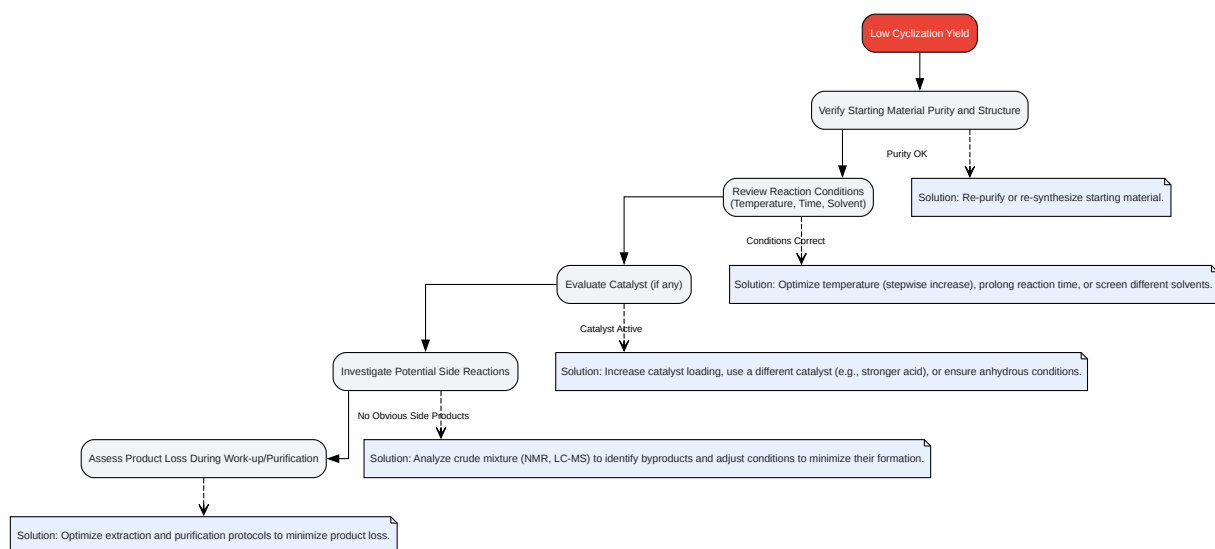 Low Cyclization Yield
Verify Starting Material Purity and Structure
Purity OK
Review Reaction Conditions
(Temperature, Time, Solvent)
Solution: Re-purify or re-synthesize starting material.
Conditions Correct
Evaluate Catalyst (if any)
Solution: Optimize temperature (stepwise increase), prolong reaction time, or screen different solvents.
Catalyst Active
Investigate Potential Side Reactions
Solution: Increase catalyst loading, use a different catalyst (e.g., stronger acid), or ensure anhydrous conditions.
No Obvious Side Products
Assess Product Loss During Work-up/Purification
Solution: Analyze crude mixture (NMR, LC-MS) to identify byproducts and adjust conditions to minimize their formation.
Solution: Optimize extraction and purification protocols to minimize product loss.